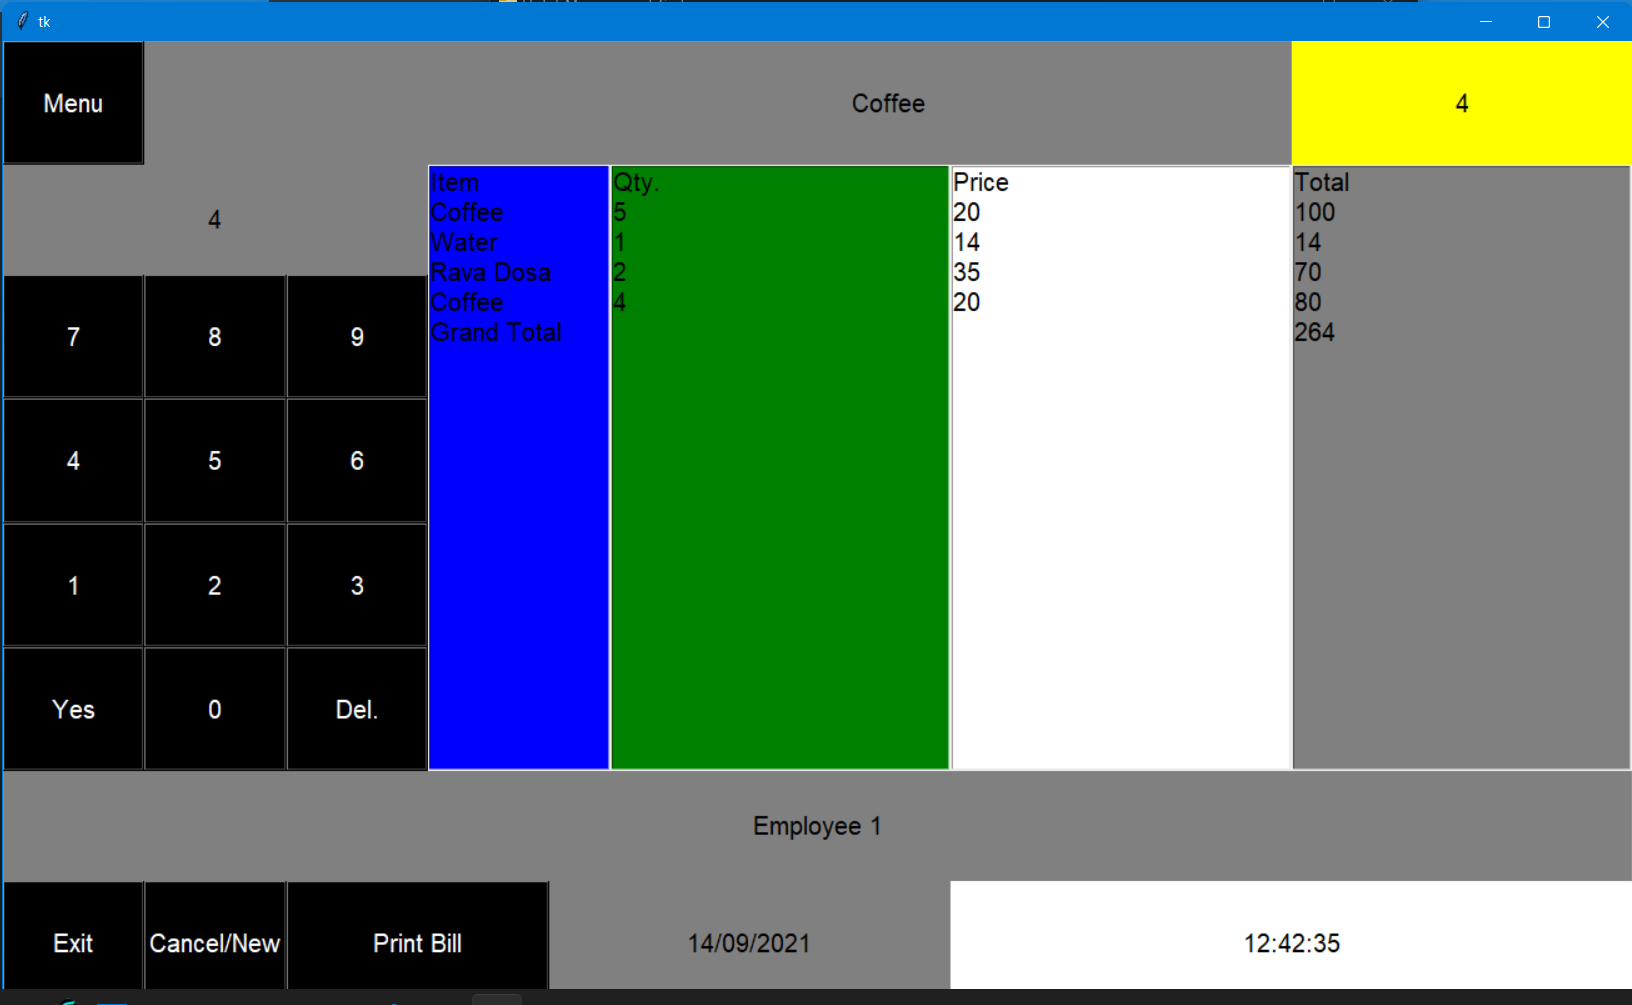 tk
Menu
Coffee
4
4
Item Qty. Price Total
Coffee 5 20 100
Water 1 14 14
Rava Dosa 2 35 70
Coffee 4 20 80
Grand Total 264
7 8 9
4 5 6
1 2 3
Yes 0 Del.
Employee 1
Exit Cancel/New Print Bill 14/09/2021 12:42:35